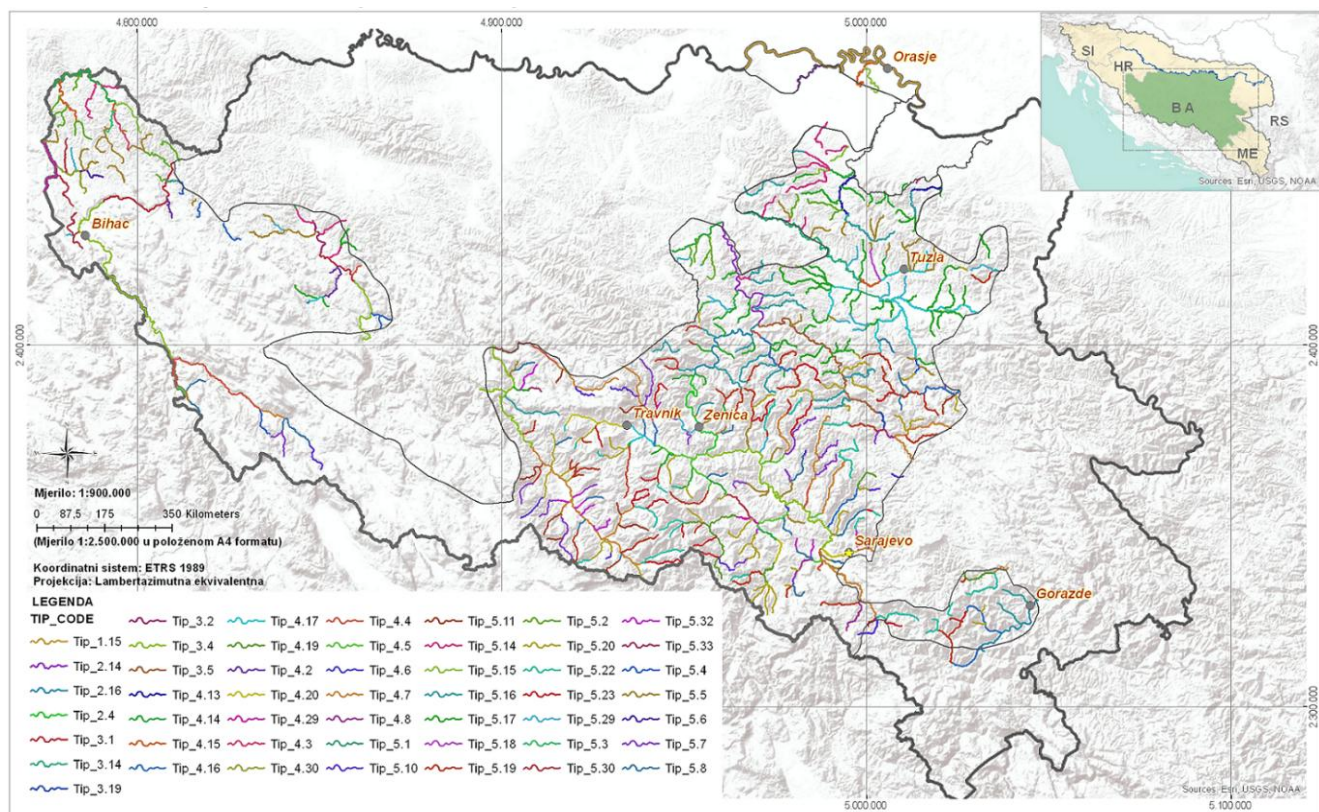 4.800.000 4.900.000 5.000.000
Orasje
SI
HR
B A
RS
ME
Sources: Esri, USGS, NOAA
Bihac
Tuzla
2.400.000 2.400.000
Travnik Zenica
Mjerilo: 1:900.000
0 87.5 175 350 Kilometers
(Mjerilo 1:2.500.000 u položenom A4 formatu)
Koordinatni sistem: ETRS 1989
Projekcija: Lambertazimutna ekvivalentna
Sarajevo
Gorazde
LEGENDA
TIP_CODE
Tip_1.15
Tip_2.14
Tip_2.16
Tip_2.4
Tip_3.1
Tip_3.14
Tip_3.19
Tip_3.2
Tip_3.4
Tip_3.5
Tip_4.13
Tip_4.14
Tip_4.15
Tip_4.16
Tip_4.17
Tip_4.19
Tip_4.2
Tip_4.20
Tip_4.29
Tip_4.3
Tip_4.30
Tip_4.4
Tip_4.5
Tip_4.6
Tip_4.7
Tip_4.8
Tip_5.1
Tip_5.10
Tip_5.11
Tip_5.14
Tip_5.15
Tip_5.16
Tip_5.17
Tip_5.18
Tip_5.19
Tip_5.2
Tip_5.20
Tip_5.22
Tip_5.23
Tip_5.29
Tip_5.3
Tip_5.30
Tip_5.32
Tip_5.33
Tip_5.4
Tip_5.5
Tip_5.6
Tip_5.7
Tip_5.8
2.300.000
Sources: Esri, USGS, NOAA
5.000.000 5.100.000